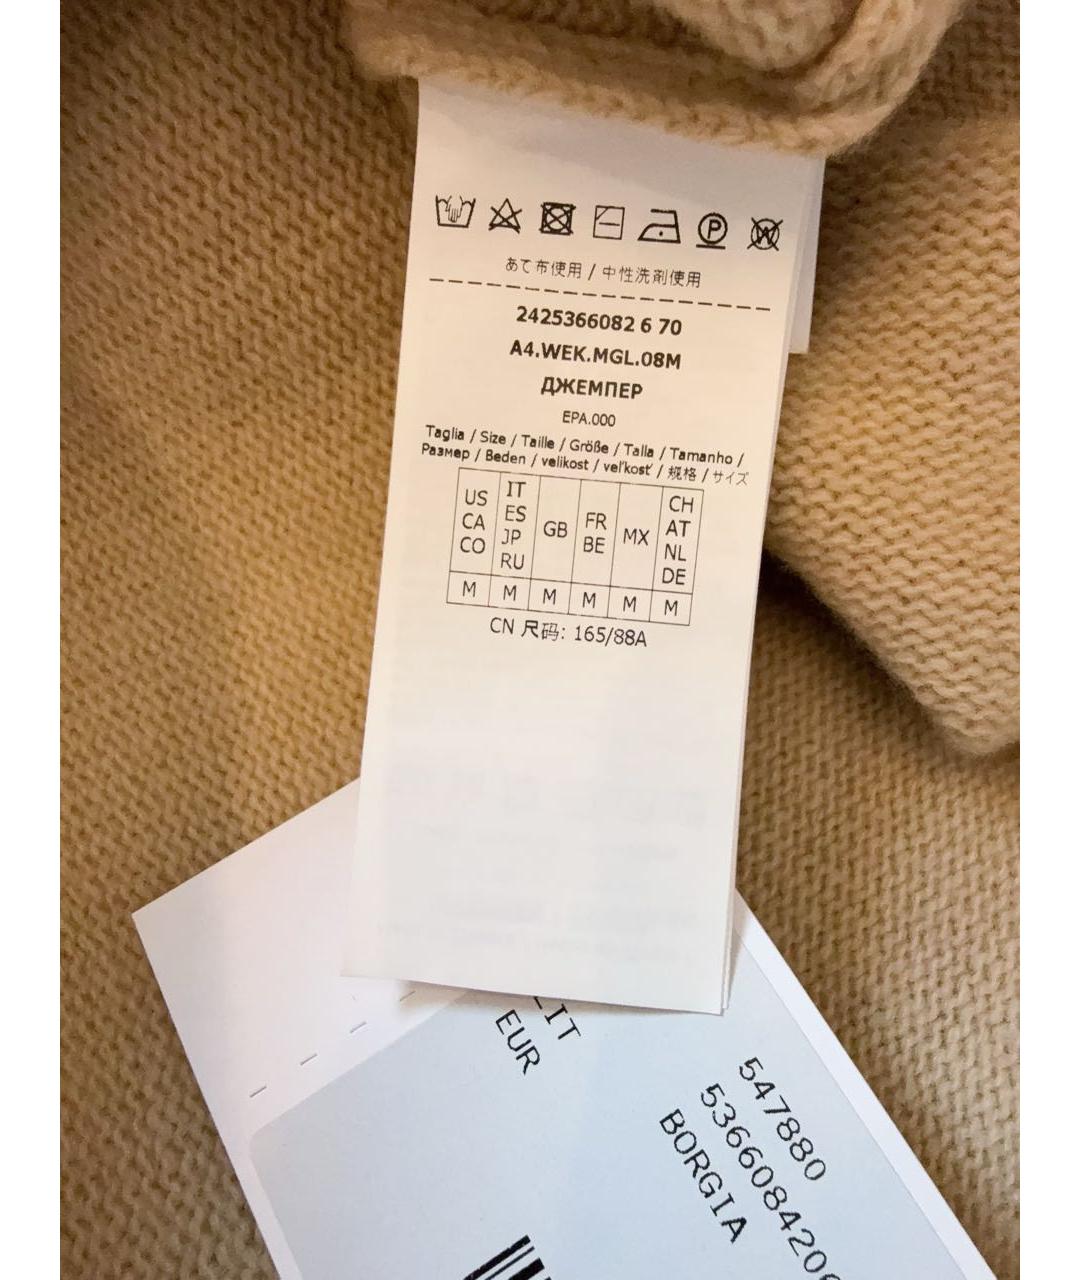 あて布使用 / 中性洗剤使用
2425366082 6 70
A4.WEK.MGL.08M
ДЖЕМПЕР
EPA.000
Taglia / Size / Taille / Größe / Talla / Tamanho /
Размер / Beden / velikost / veľkosť / 规格 / サイズ
US CA CO IT ES JP RU GB FR BE MX CH AT NL DE
M M M M M M
CN 尺码: 165/88A
EUR
547880
BORGIA